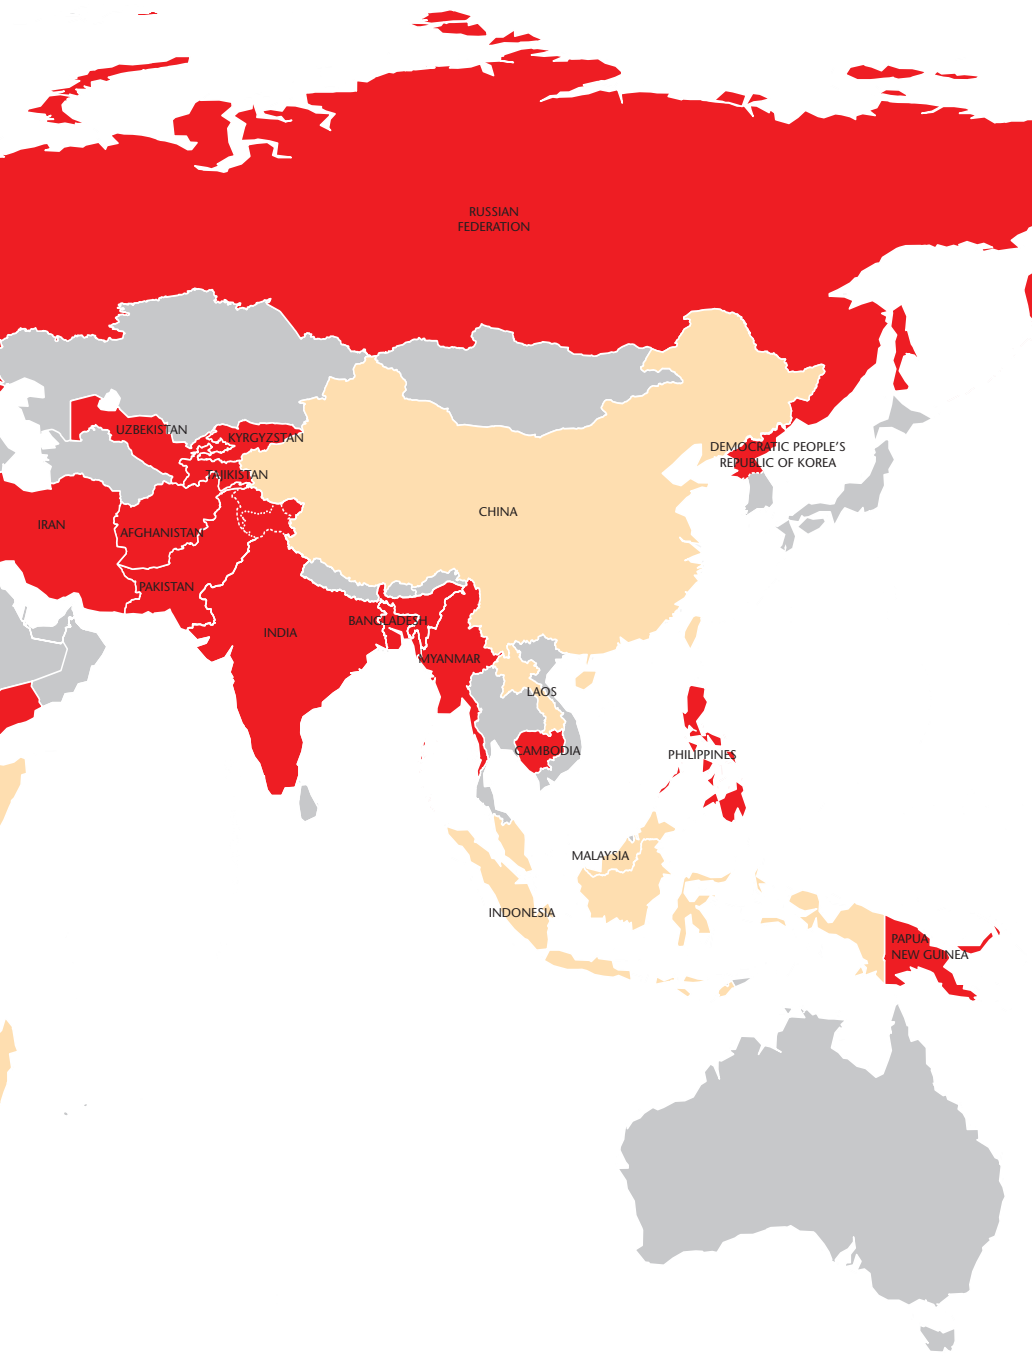 RUSSIAN
FEDERATION
UZBEKISTAN
KYRGYZSTAN
DEMOCRATIC PEOPLE'S
REPUBLIC OF KOREA
TAJIKISTAN
CHINA
IRAN
AFGHANISTAN
PAKISTAN
BANGLADESH
INDIA
MYANMAR
LAOS
CAMBODIA
PHILIPPINES
MALAYSIA
INDONESIA
PAPUA
NEW GUINEA